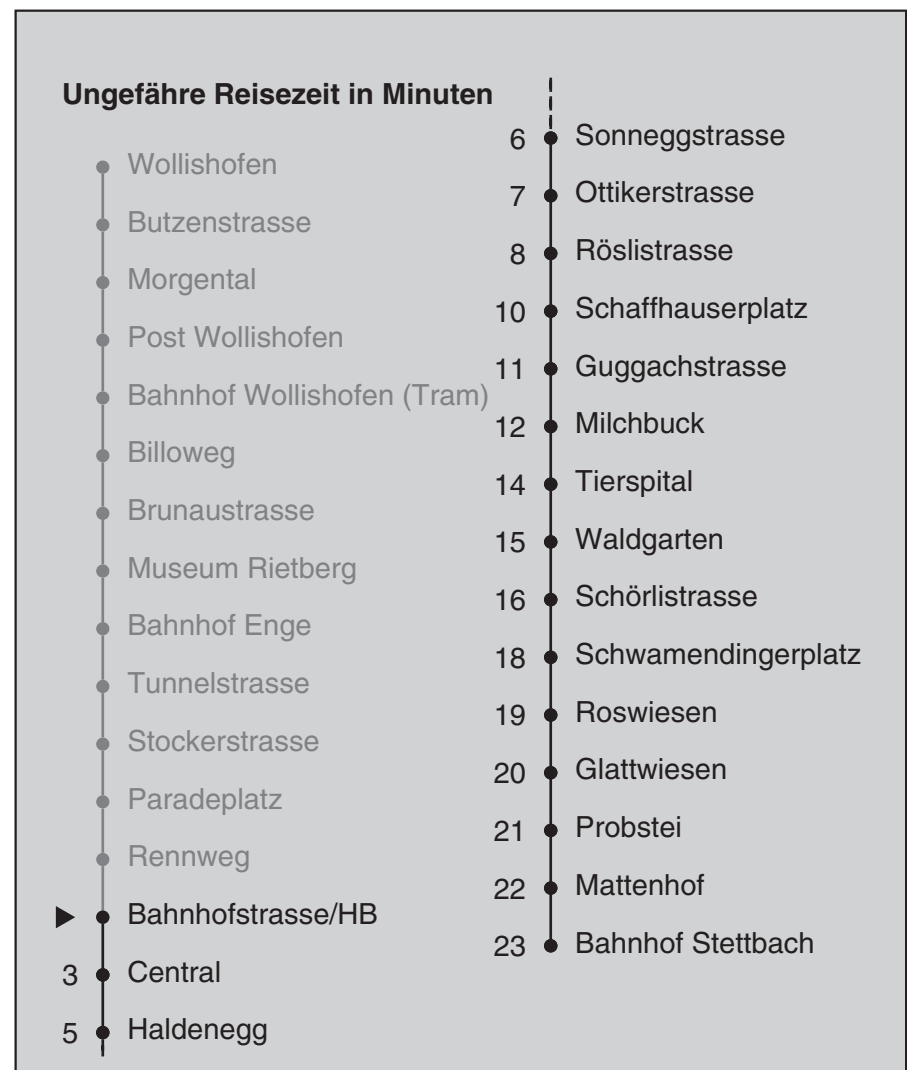 Ungefähre Reisezeit in Minuten
Wollishofen
Butzenstrasse
Morgental
Post Wollishofen
Bahnhof Wollishofen (Tram)
Billoweg
Brunaustrasse
Museum Rietberg
Bahnhof Enge
Tunnelstrasse
Stockerstrasse
Paradeplatz
Rennweg
Bahnhofstrasse/HB
3 Central
5 Haldenegg
6 Sonneggstrasse
7 Ottikerstrasse
8 Röslistrasse
10 Schaffhauserplatz
11 Guggachstrasse
12 Milchbuck
14 Tierspital
15 Waldgarten
16 Schörlistrasse
18 Schwamendingerplatz
19 Roswiesen
20 Glattwiesen
21 Probstei
22 Mattenhof
23 Bahnhof Stettbach